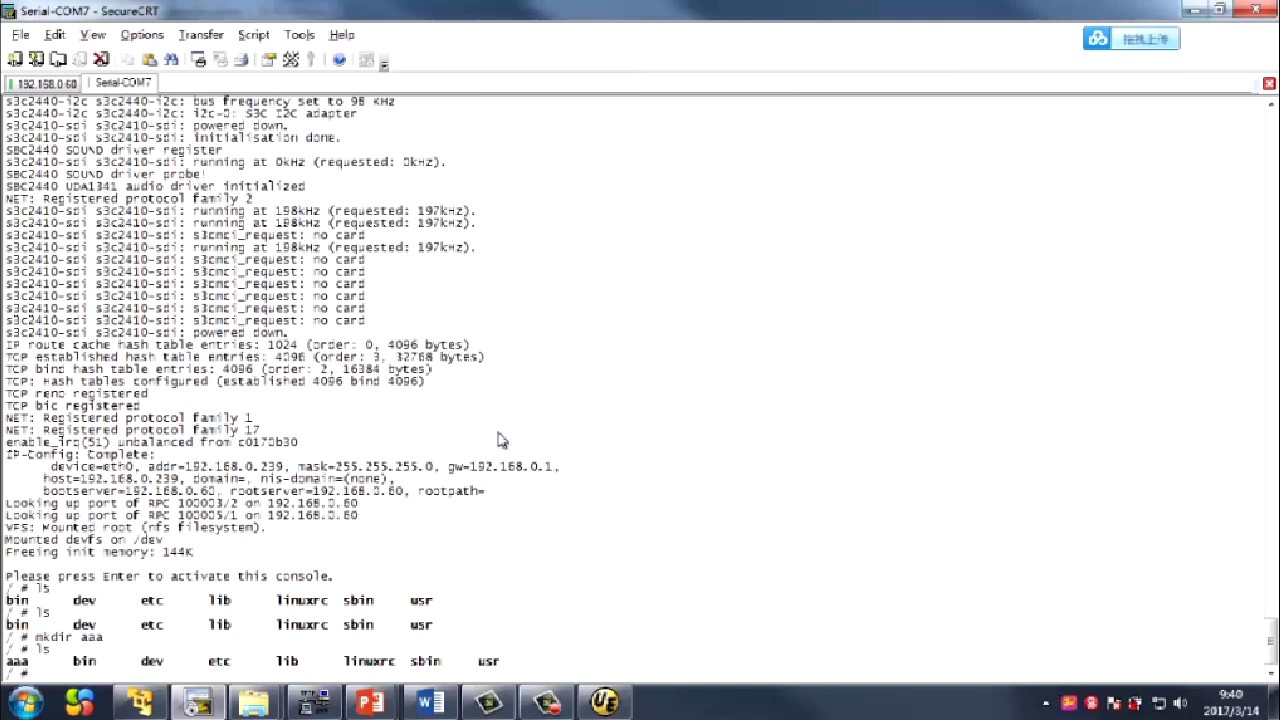 Serial-COM7 - SecureCRT
File Edit View Options Transfer Script Tools Help
拖拽上传
192.168.0.60 Serial-COM7
s3c2440-i2c s3c2440-i2c: bus frequency set to 98 KHz
s3c2440-i2c s3c2440-i2c: i2c-0: S3C I2C adapter
s3c2410-sdi s3c2410-sdi: powered down.
s3c2410-sdi s3c2410-sdi: initialisation done.
SBC2440 SOUND driver register
s3c2410-sdi s3c2410-sdi: running at 0kHz (requested: 0kHz).
SBC2440 SOUND driver probe!
SBC2440 UDA1341 audio driver initialized
NET: Registered protocol family 2
s3c2410-sdi s3c2410-sdi: running at 198kHz (requested: 197kHz).
s3c2410-sdi s3c2410-sdi: running at 198kHz (requested: 197kHz).
s3c2410-sdi s3c2410-sdi: s3cmci_request: no card
s3c2410-sdi s3c2410-sdi: running at 198kHz (requested: 197kHz).
s3c2410-sdi s3c2410-sdi: s3cmci_request: no card
s3c2410-sdi s3c2410-sdi: s3cmci_request: no card
s3c2410-sdi s3c2410-sdi: s3cmci_request: no card
s3c2410-sdi s3c2410-sdi: s3cmci_request: no card
s3c2410-sdi s3c2410-sdi: s3cmci_request: no card
s3c2410-sdi s3c2410-sdi: s3cmci_request: no card
s3c2410-sdi s3c2410-sdi: powered down.
IP route cache hash table entries: 1024 (order: 0, 4096 bytes)
TCP established hash table entries: 4096 (order: 3, 32768 bytes)
TCP bind hash table entries: 4096 (order: 2, 16384 bytes)
TCP: Hash tables configured (established 4096 bind 4096)
TCP reno registered
TCP bic registered
NET: Registered protocol family 1
NET: Registered protocol family 17
enable_irq(51) unbalanced from c0170b30
IP-Config: Complete:
device=eth0, addr=192.168.0.239, mask=255.255.255.0, gw=192.168.0.1,
host=192.168.0.239, domain=, nis-domain=(none),
bootserver=192.168.0.60, rootserver=192.168.0.60, rootpath=
Looking up port of RPC 100003/2 on 192.168.0.60
Looking up port of RPC 100005/1 on 192.168.0.60
VFS: Mounted root (nfs filesystem).
Mounted devfs on /dev
Freeing init memory: 144K
Please press Enter to activate this console.
/ # ls
bin dev etc lib linuxrc sbin usr
/ # ls
bin dev etc lib linuxrc sbin usr
/ # mkdir aaa
/ # ls
aaa bin dev etc lib linuxrc sbin usr
/ #
9:40
2017/3/14